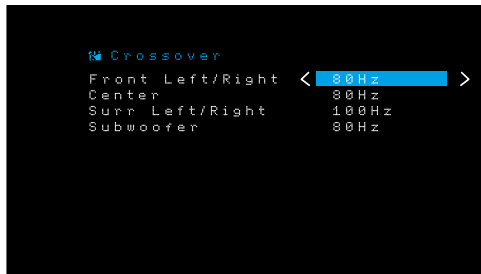 Crossover
Front Left/Right < 80Hz >
Center 80Hz
Surr Left/Right 100Hz
Subwoofer 80Hz